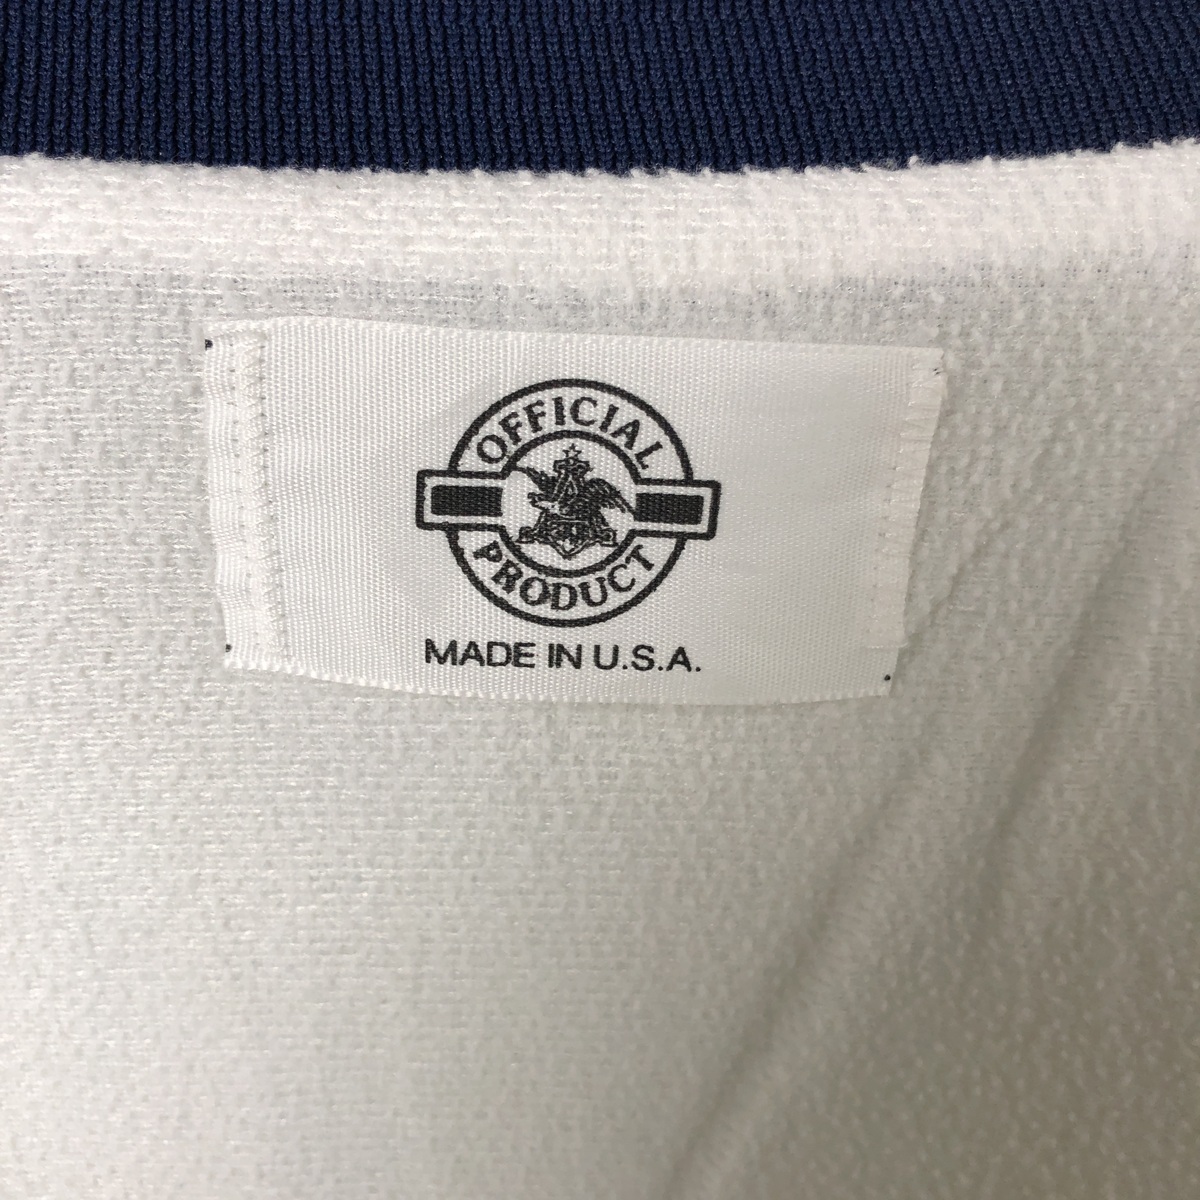 OFFICIAL
A
PRODUCT
MADE IN U.S.A.